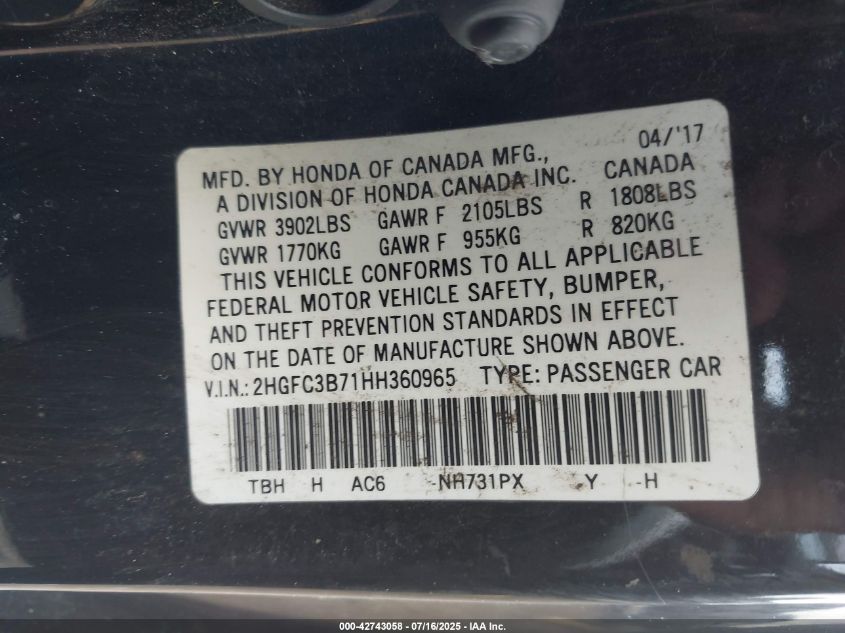 04/'17
MFD. BY HONDA OF CANADA MFG.,
A DIVISION OF HONDA CANADA INC. CANADA
GVWR 3902LBS GAWR F 2105LBS R 1808LBS
GVWR 1770KG GAWR F 955KG R 820KG
THIS VEHICLE CONFORMS TO ALL APPLICABLE
FEDERAL MOTOR VEHICLE SAFETY, BUMPER,
AND THEFT PREVENTION STANDARDS IN EFFECT
ON THE DATE OF MANUFACTURE SHOWN ABOVE.
V.I.N.: 2HGFC3B71HH360965 TYPE: PASSENGER CAR
TBH H AC6 -NH731PX -Y -H
000-42743058 - 07/16/2025 - IAA Inc.